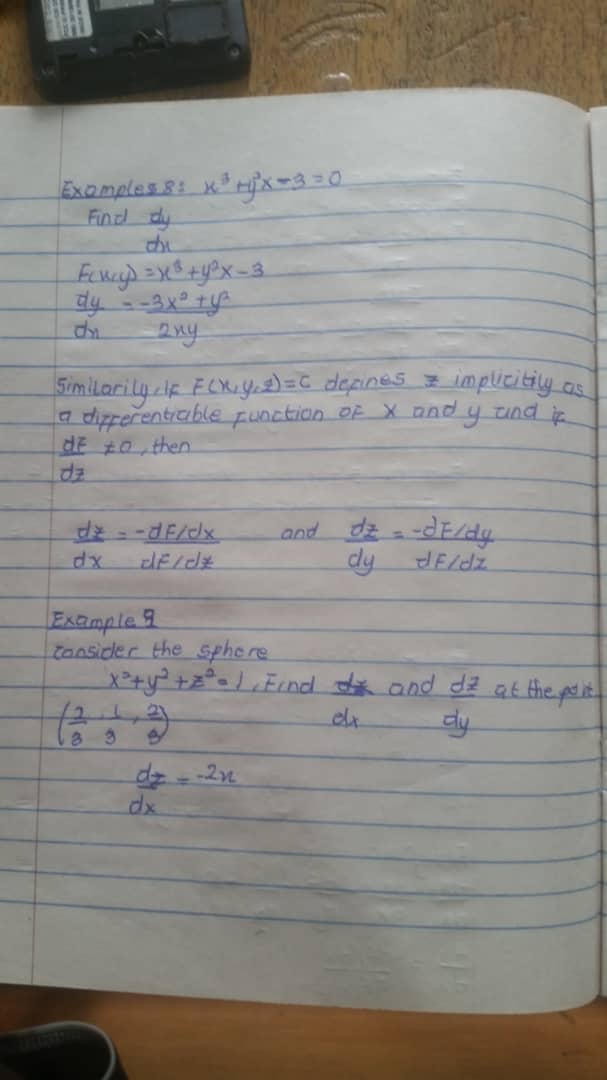 Examples 8: x³ + y²x - 3 = 0
Find dy
dx
F(x,y) = x³ + y²x - 3
dy = -3x² + y²
dx 2xy
Similarily, if F(x,y,z) = C defines z implicitily as
a differentiable function of x and y and if
dF ≠ 0, then
dz
dz = -dF/dx and dz = -∂F/dy
dx dF/dz dy dF/dz
Example 9
Consider the sphere
x² + y² + z² = 1, Find dz and dz at the point
(2/3, 1/3, 2/3) dx dy
dz = -2x
dx